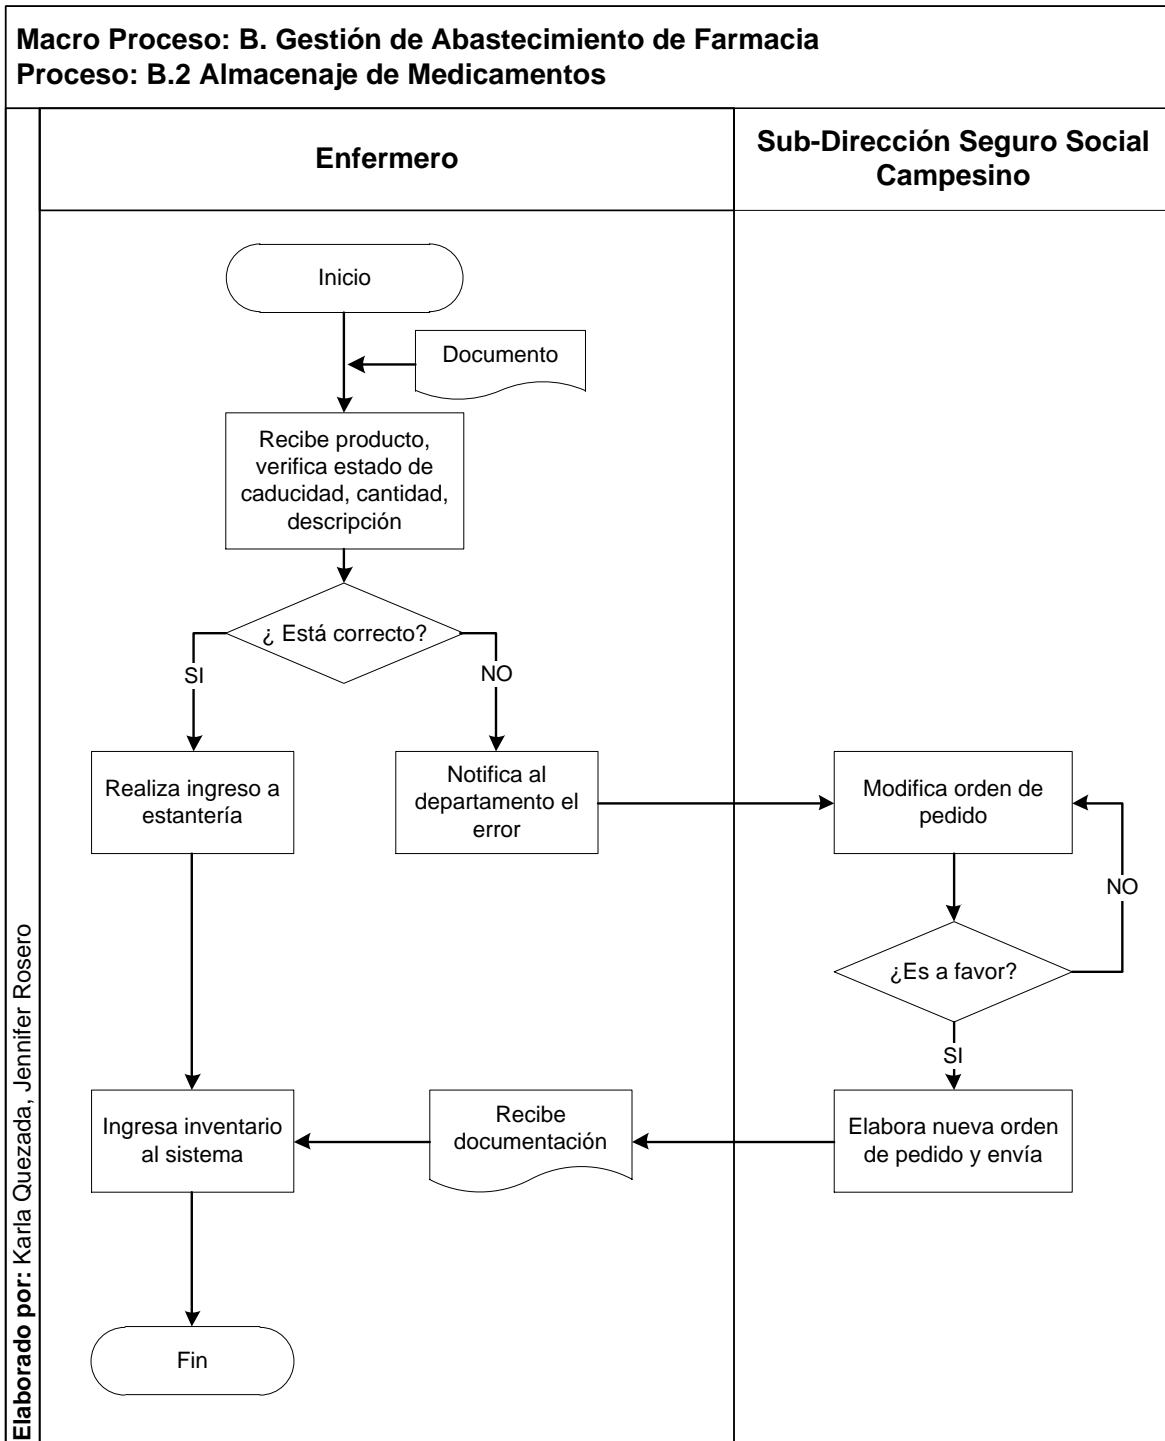 Macro Proceso: B. Gestión de Abastecimiento de Farmacia
Proceso: B.2 Almacenaje de Medicamentos
Enfermero
Sub-Dirección Seguro Social
Campesino
Inicio
Documento
Recibe producto,
verifica estado de
caducidad, cantidad,
descripción
¿ Está correcto?
SI
NO
Realiza ingreso a
estantería
Notifica al
departamento el
error
Modifica orden de
pedido
NO
¿Es a favor?
SI
Ingresa inventario
al sistema
Recibe
documentación
Elabora nueva orden
de pedido y envía
Fin
Elaborado por: Karla Quezada, Jennifer Rosero